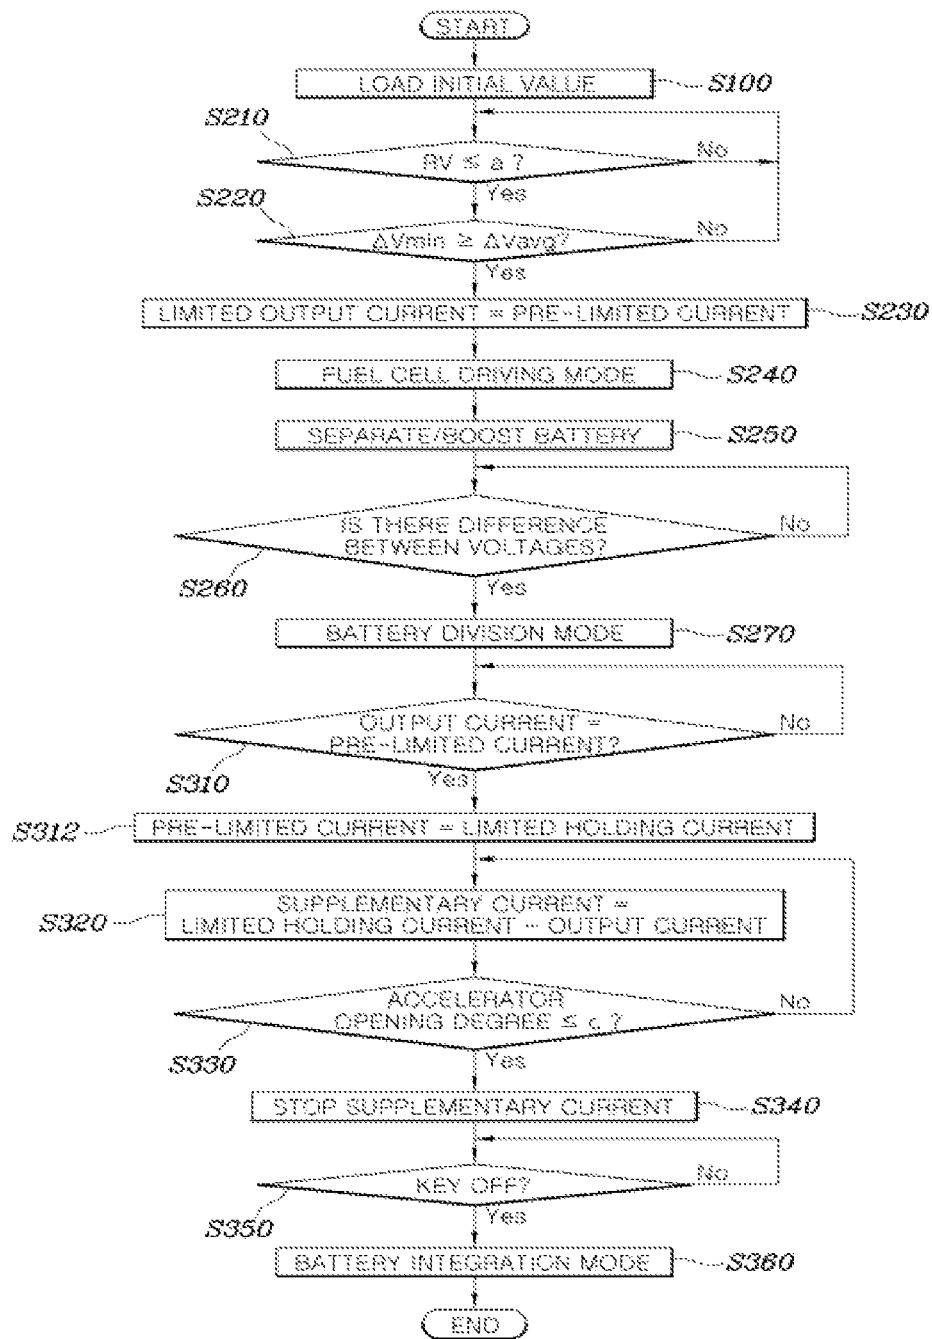 START
LOAD INITIAL VALUE
S100
S210
RV ≤ a ?
No
Yes
S220
ΔVmin ≥ ΔVavg?
No
Yes
LIMITED OUTPUT CURRENT = PRE-LIMITED CURRENT
S230
FUEL CELL DRIVING MODE
S240
SEPARATE/BOOST BATTERY
S250
IS THERE DIFFERENCE
BETWEEN VOLTAGES?
No
S260
Yes
BATTERY DIVISION MODE
S270
OUTPUT CURRENT =
PRE-LIMITED CURRENT?
No
S310
Yes
S312
PRE-LIMITED CURRENT = LIMITED HOLDING CURRENT
S320
SUPPLEMENTARY CURRENT =
LIMITED HOLDING CURRENT - OUTPUT CURRENT
ACCELERATOR
OPENING DEGREE ≤ c ?
No
S330
Yes
STOP SUPPLEMENTARY CURRENT
S340
KEY OFF?
No
S350
Yes
BATTERY INTEGRATION MODE
S360
END